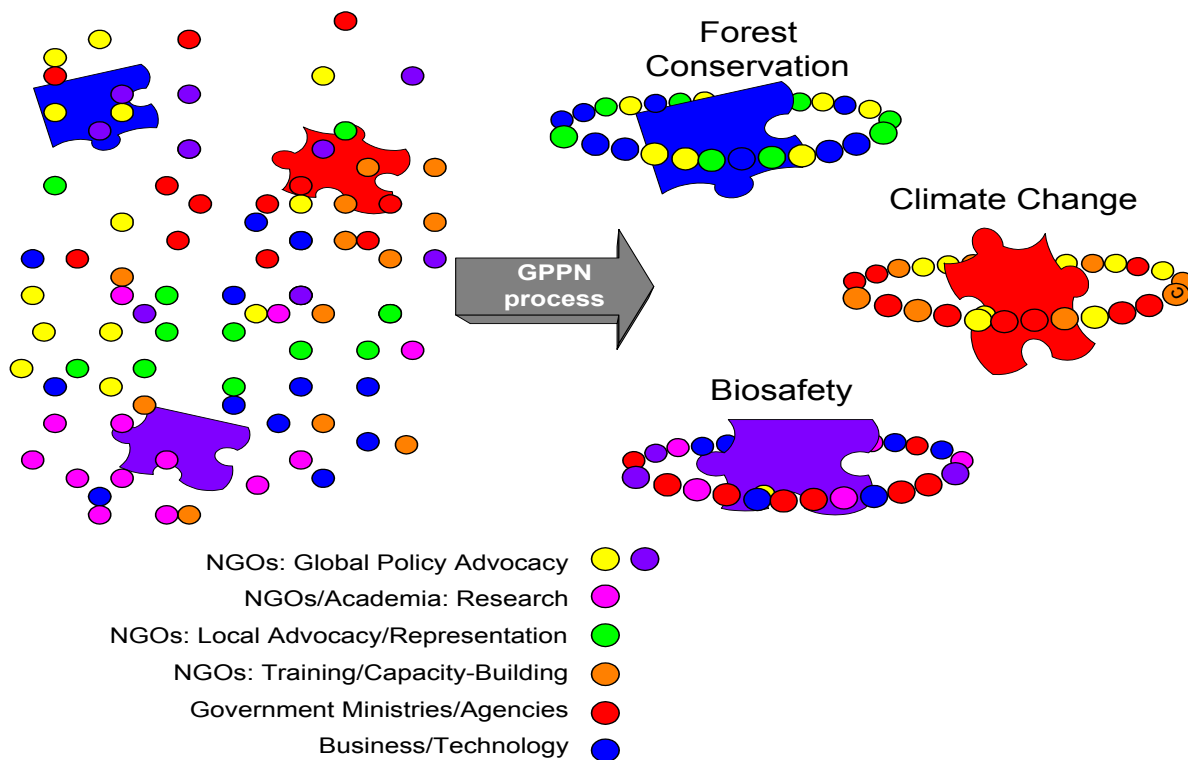 Forest
Conservation
Climate Change
GPPN
process
Biosafety
NGOs: Global Policy Advocacy
NGOs/Academia: Research
NGOs: Local Advocacy/Representation
NGOs: Training/Capacity-Building
Government Ministries/Agencies
Business/Technology